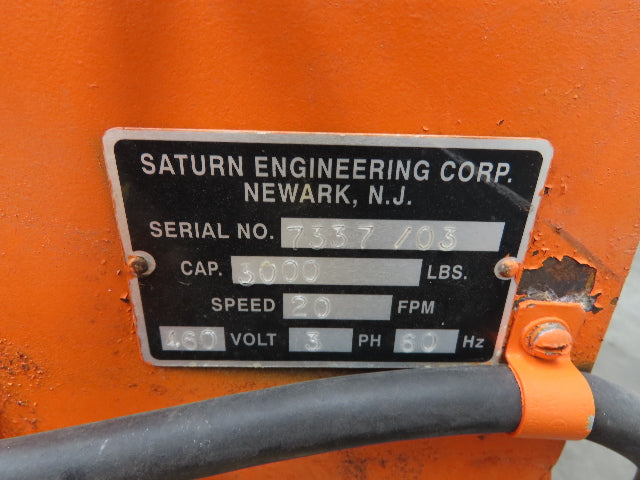 SATURN ENGINEERING CORP.
NEWARK, N.J.
SERIAL NO. 7337/03
CAP. 3000 LBS.
SPEED 20 FPM
460 VOLT 3 PH 60 Hz